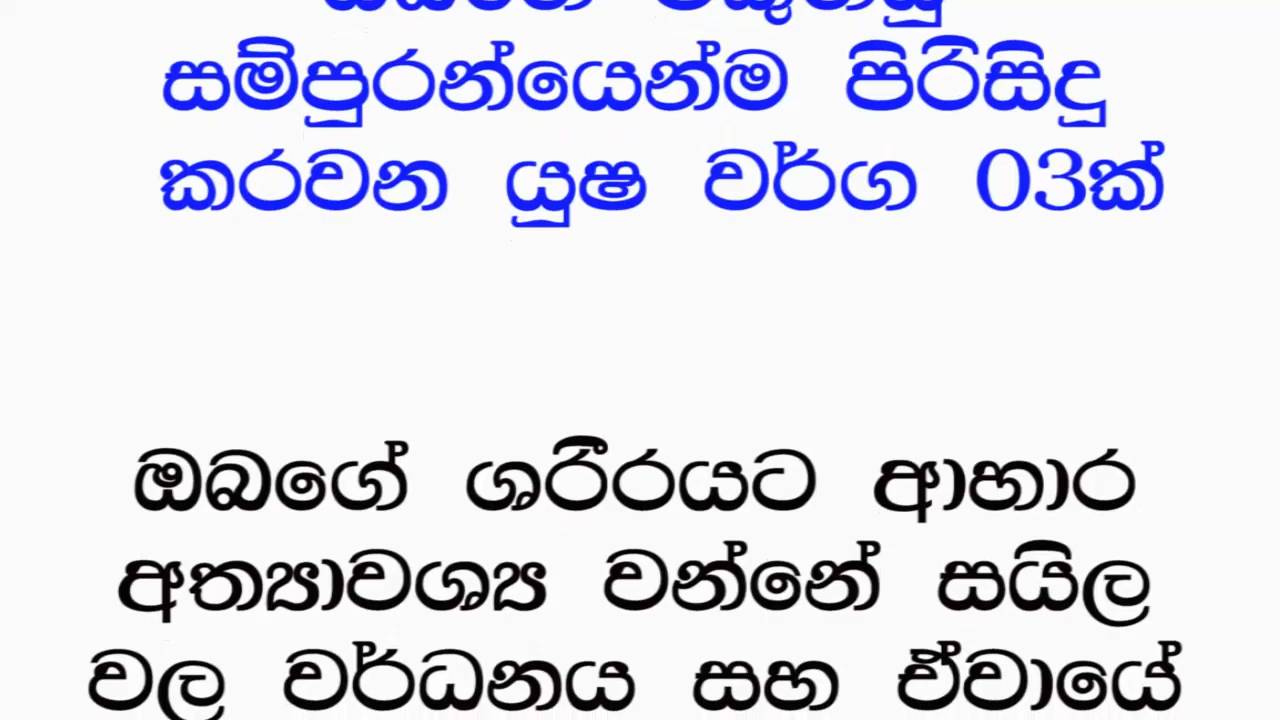 සම්පූරන්යෙන්ම පිරිසිදු
කරවන යූෂ වර්ග 03ක්
ඔබගේ ශරීරයට ආහාර
අත්‍යාවශ්‍ය වන්නේ සයිල
වල වර්ධනය සහ ඒවායේ